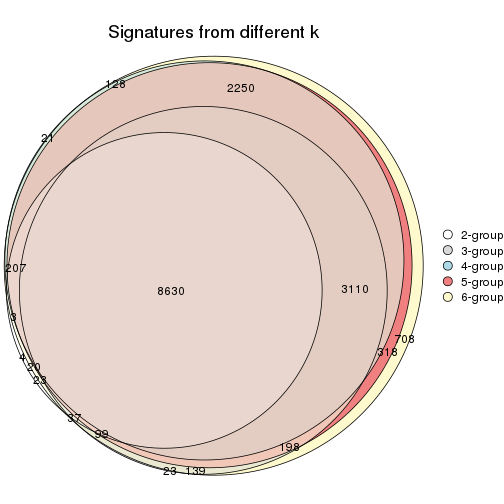 Signatures from different k
128
2250
21
207
8630
3110
3
708
318
4
20
23
37
99
198
23
139
2-group
3-group
4-group
5-group
6-group